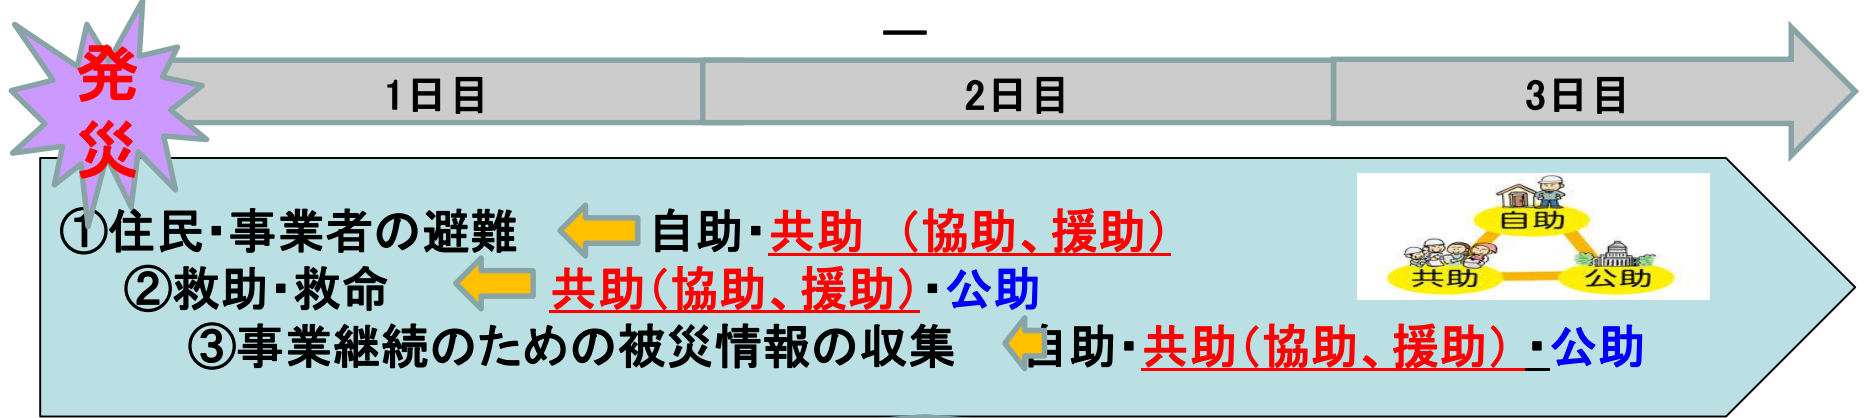 発災
1日目 2日目 3日目
①住民・事業者の避難 自助・共助 (協助、援助)
②救助・救命 共助(協助、援助)・公助
③事業継続のための被災情報の収集 自助・共助(協助、援助)・公助
自助
共助 公助